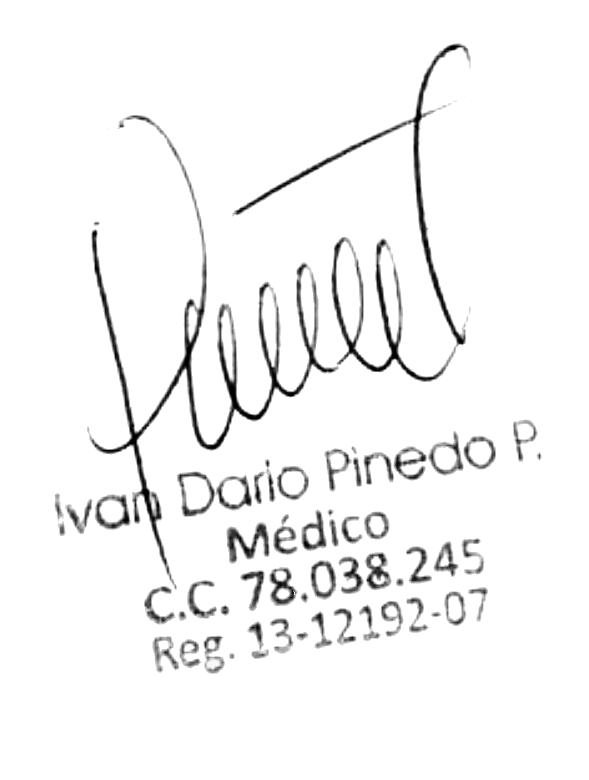 Ivan Dario Pinedo P.
Médico
C.C. 78.038.245
Reg. 13-12192-07